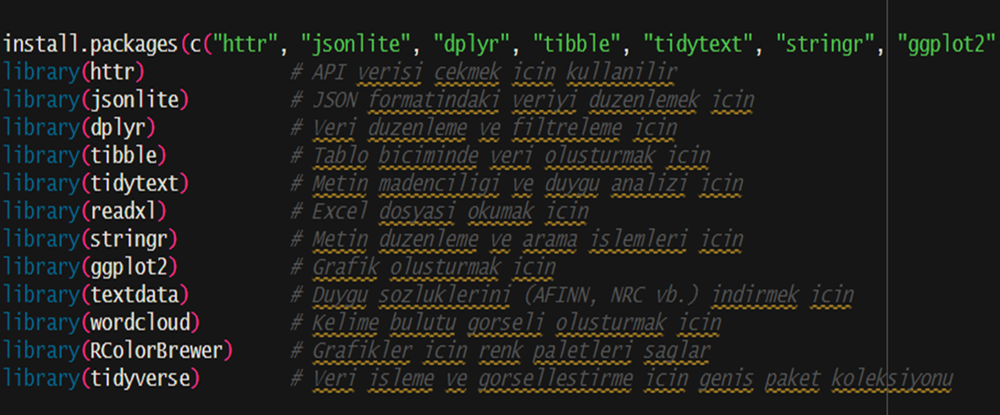 install.packages(c("httr", "jsonlite", "dplyr", "tibble", "tidytext", "stringr", "ggplot2"
library(httr) # API verisi cekmek icin kullanilir
library(jsonlite) # JSON formatindaki veriyi duzenlemek icin
library(dplyr) # Veri duzenleme ve filtreleme icin
library(tibble) # Tablo biciminde veri olusturmak icin
library(tidytext) # Metin madenciligi ve duygu analizi icin
library(readxl) # Excel dosyasi okumak icin
library(stringr) # Metin duzenleme ve arama islemleri icin
library(ggplot2) # Grafik olusturmak icin
library(textdata) # Duygu sozluklerini (AFINN, NRC vb.) indirmek icin
library(wordcloud) # Kelime bulutu gorseli olusturmak icin
library(RColorBrewer) # Grafikler icin renk paletleri saglar
library(tidyverse) # Veri isleme ve gorsellestirme icin genis paket koleksiyonu